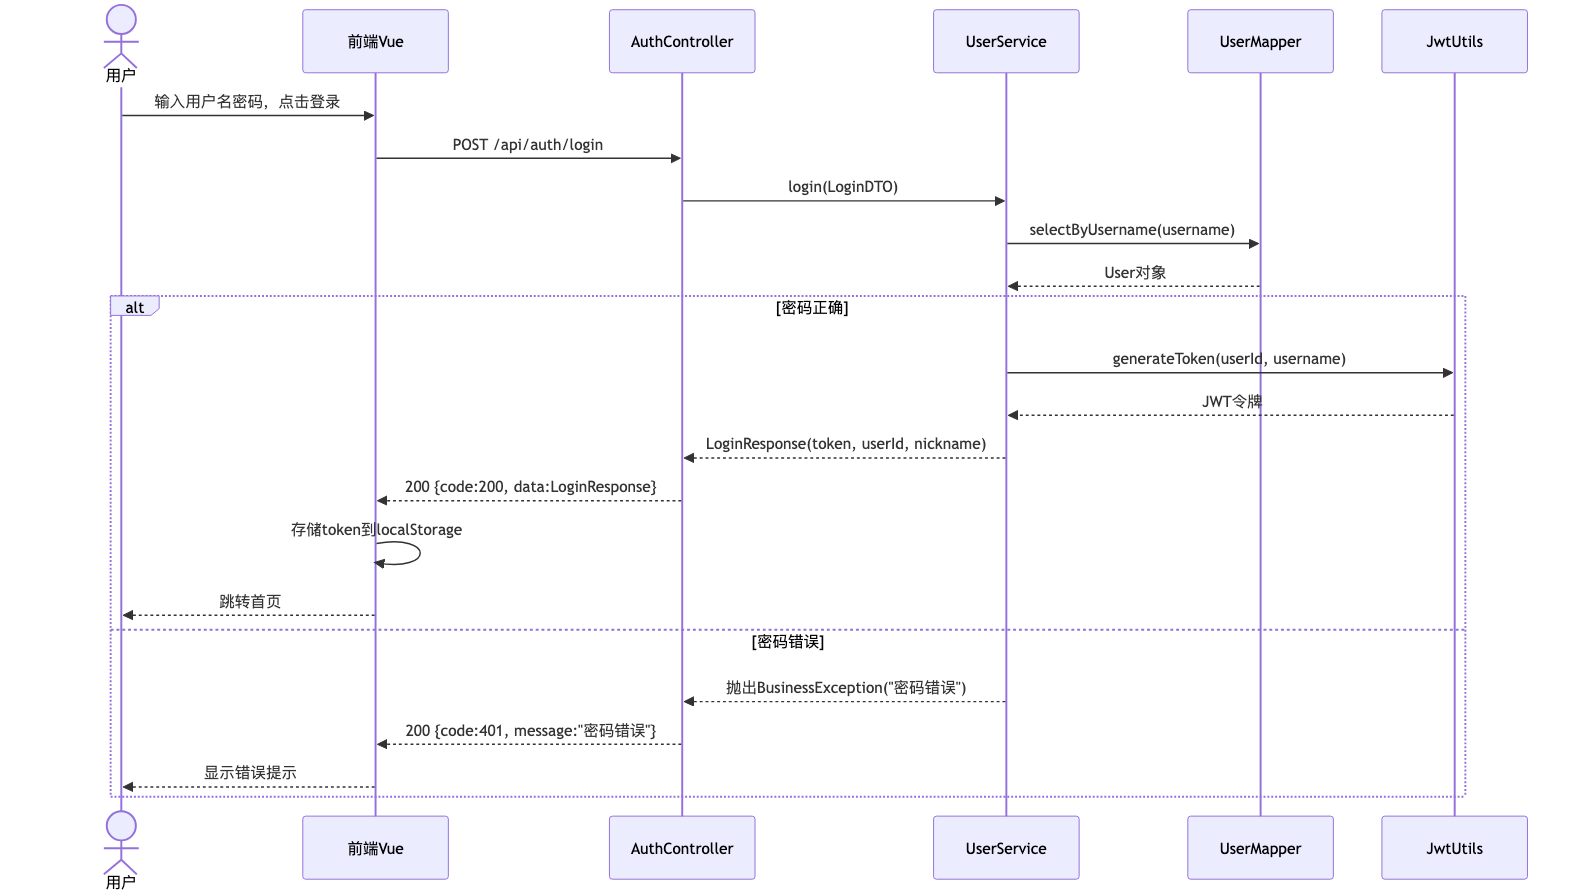 用户
前端Vue
AuthController
UserService
UserMapper
JwtUtils
输入用户名密码，点击登录
POST /api/auth/login
login(LoginDTO)
selectByUsername(username)
User对象
alt
[密码正确]
generateToken(userId, username)
JWT令牌
LoginResponse(token, userId, nickname)
200 {code:200, data:LoginResponse}
存储token到localStorage
跳转首页
[密码错误]
抛出BusinessException("密码错误")
200 {code:401, message:"密码错误"}
显示错误提示
用户
前端Vue
AuthController
UserService
UserMapper
JwtUtils